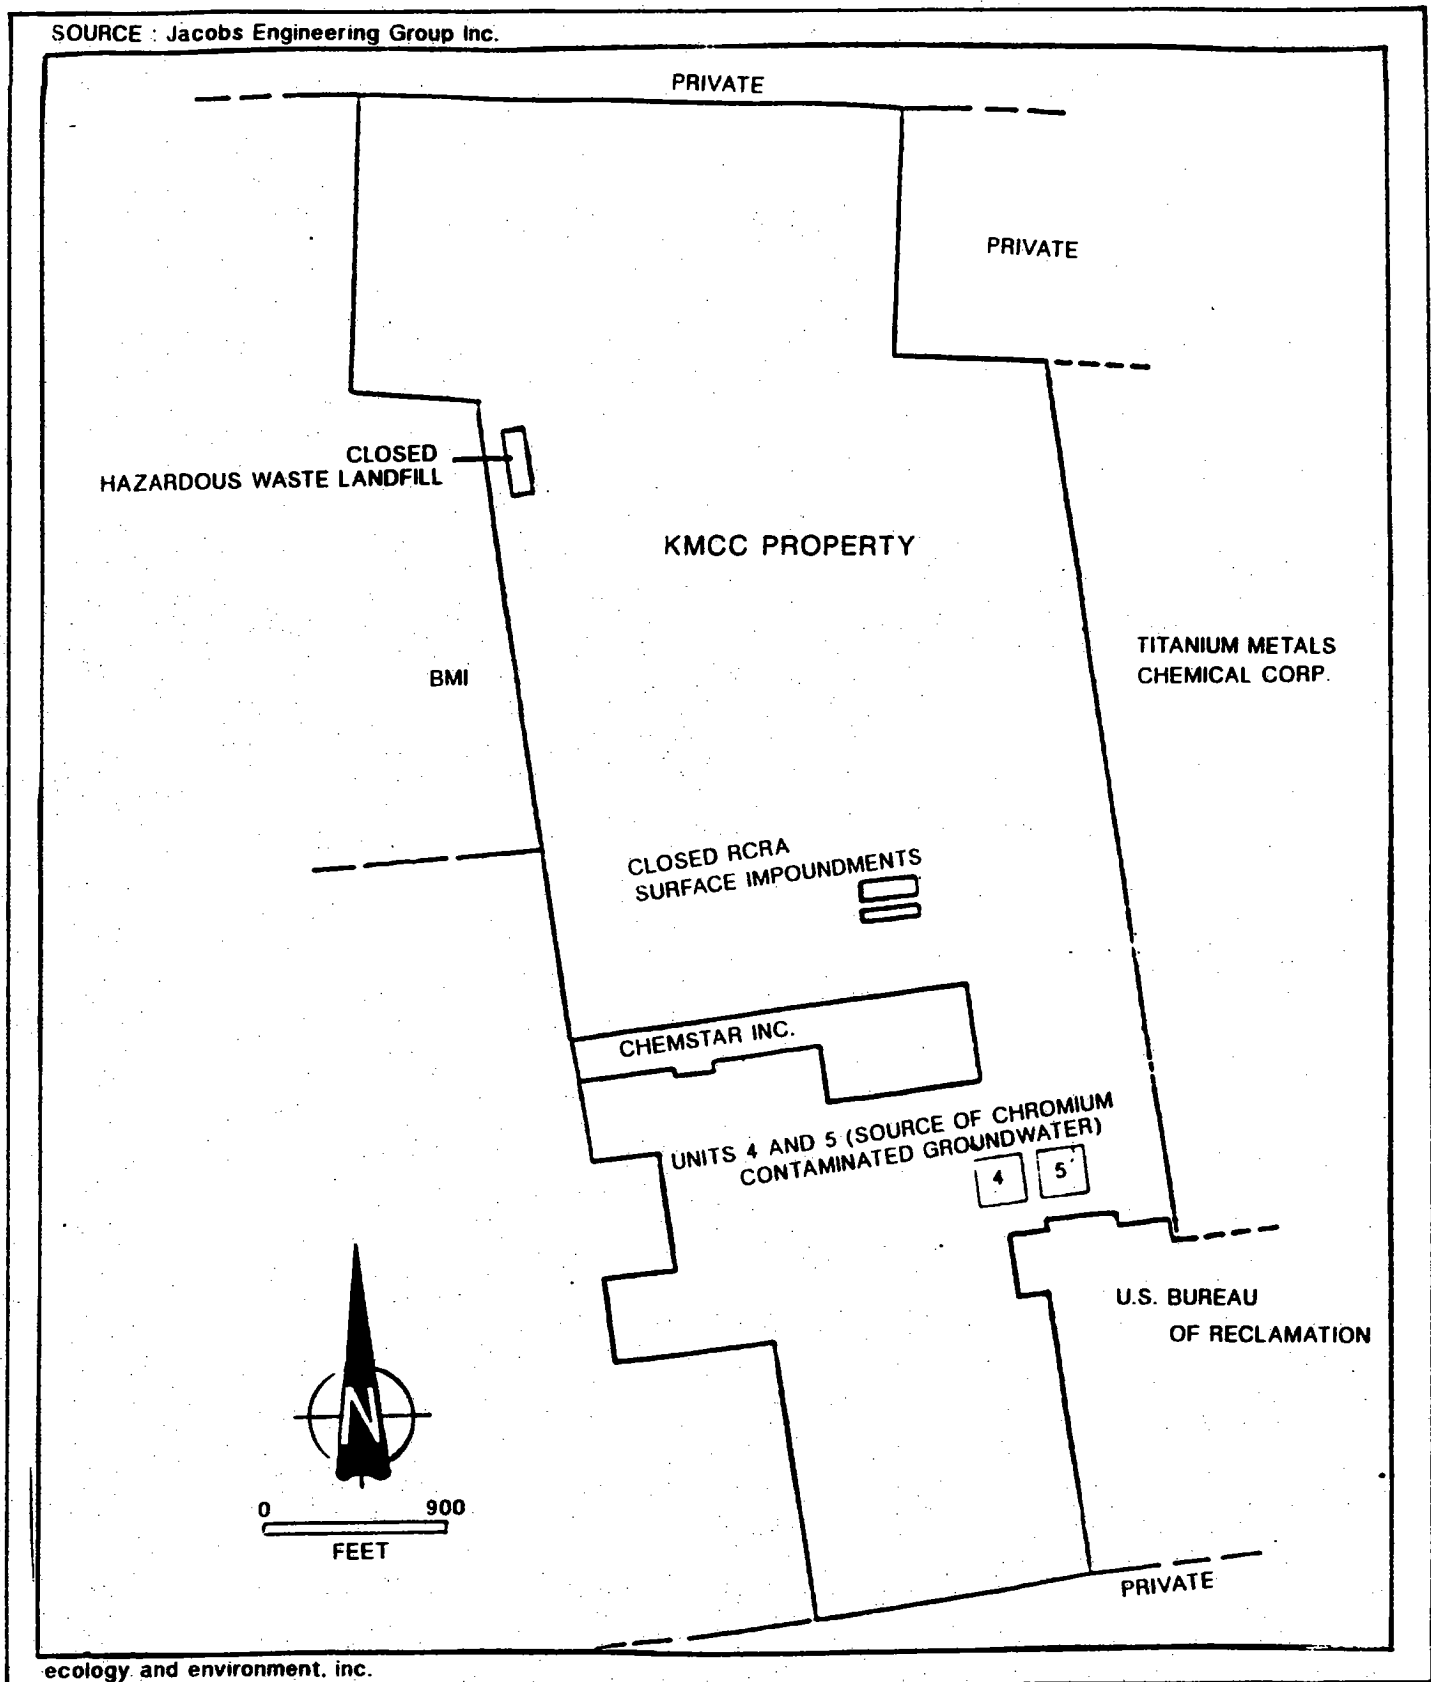 SOURCE : Jacobs Engineering Group Inc.
PRIVATE
PRIVATE
CLOSED
HAZARDOUS WASTE LANDFILL
KMCC PROPERTY
TITANIUM METALS
CHEMICAL CORP.
BMI
CLOSED RCRA
SURFACE IMPOUNDMENTS
CHEMSTAR INC.
UNITS 4 AND 5 (SOURCE OF CHROMIUM
CONTAMINATED GROUNDWATER)
4
5
U.S. BUREAU
OF RECLAMATION
N
0 900
FEET
PRIVATE
ecology and environment, inc.